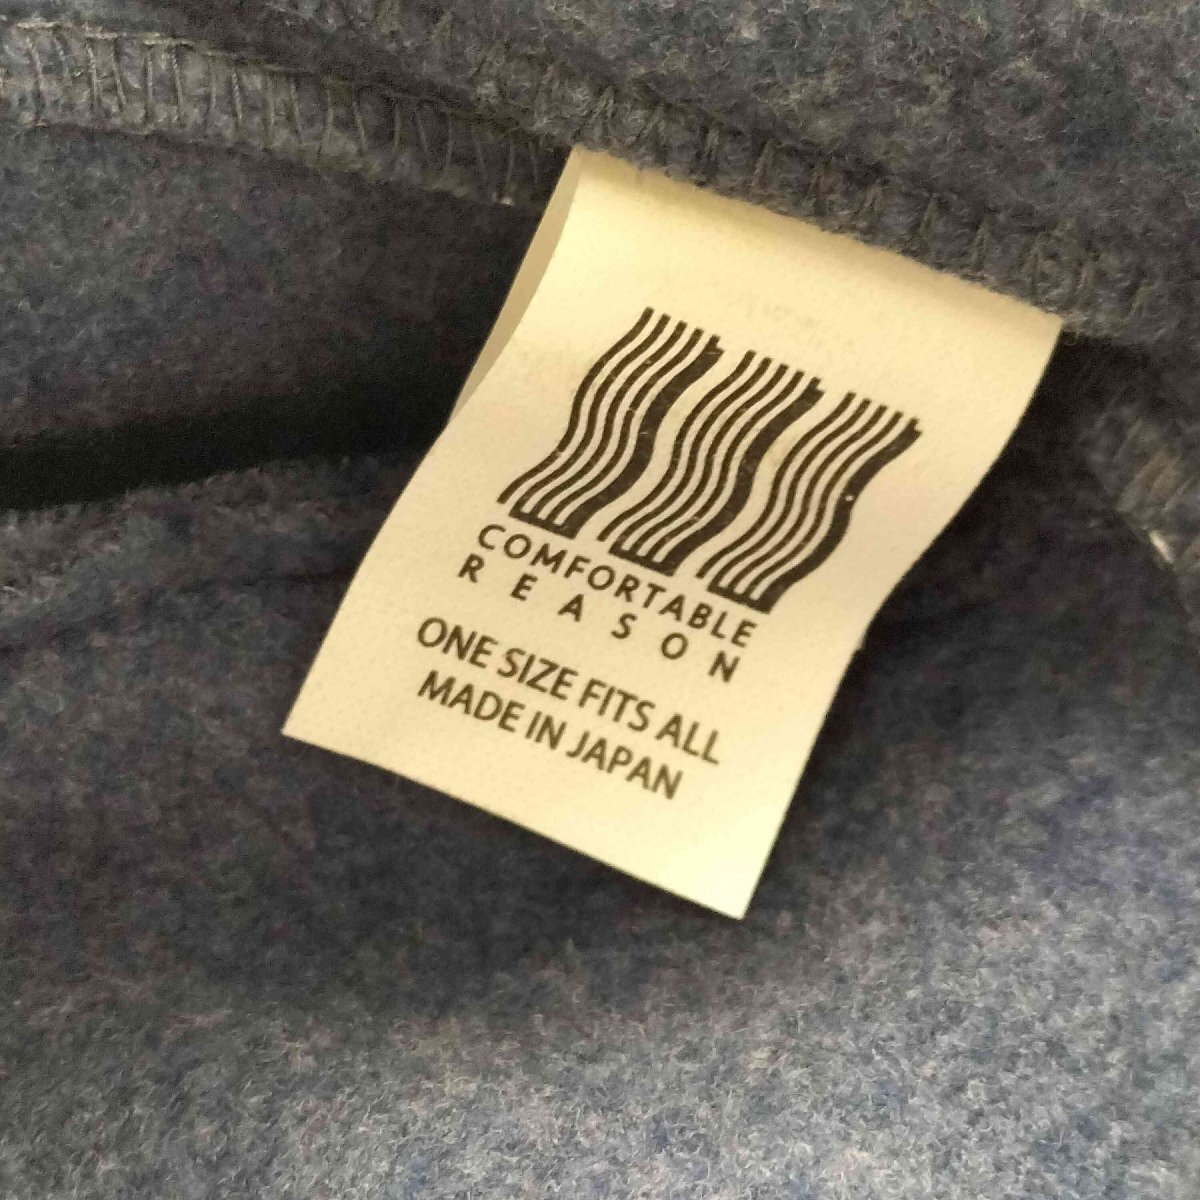 COMFORTABLE
REASON
ONE SIZE FITS ALL
MADE IN JAPAN